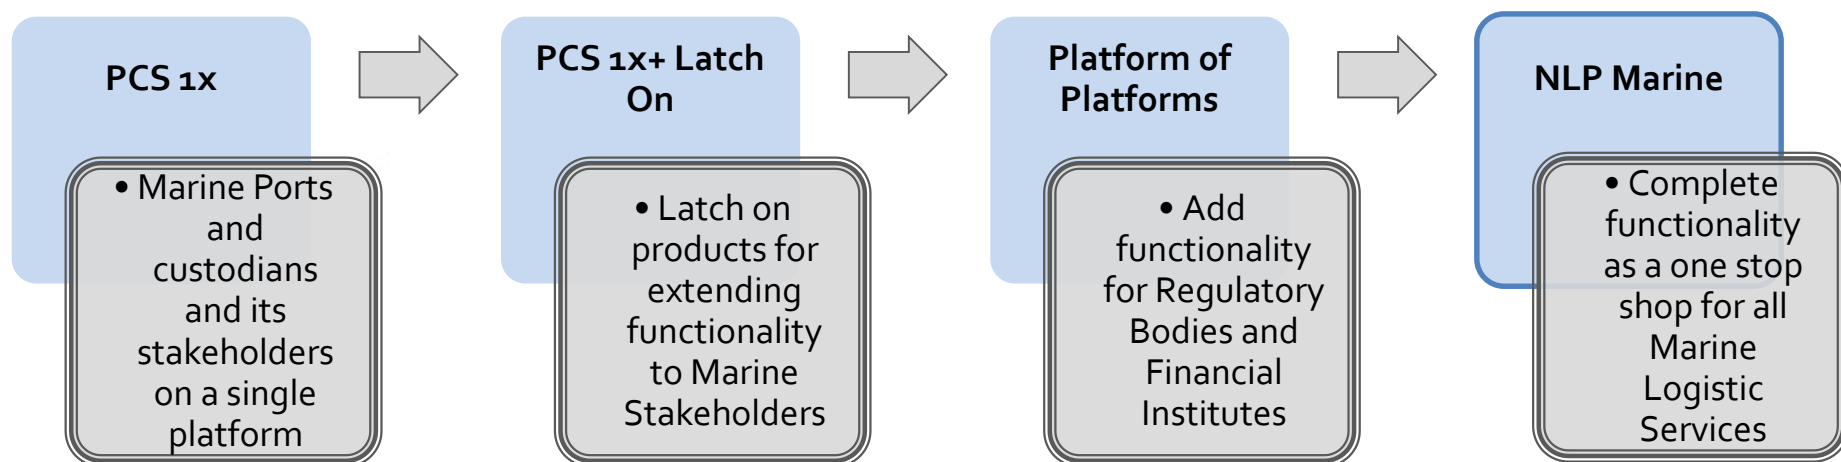 PCS 1x
• Marine Ports
and
custodians
and its
stakeholders
on a single
platform
PCS 1x+ Latch
On
• Latch on
products for
extending
functionality
to Marine
Stakeholders
Platform of
Platforms
• Add
functionality
for Regulatory
Bodies and
Financial
Institutes
NLP Marine
• Complete
functionality
as a one stop
shop for all
Marine
Logistic
Services